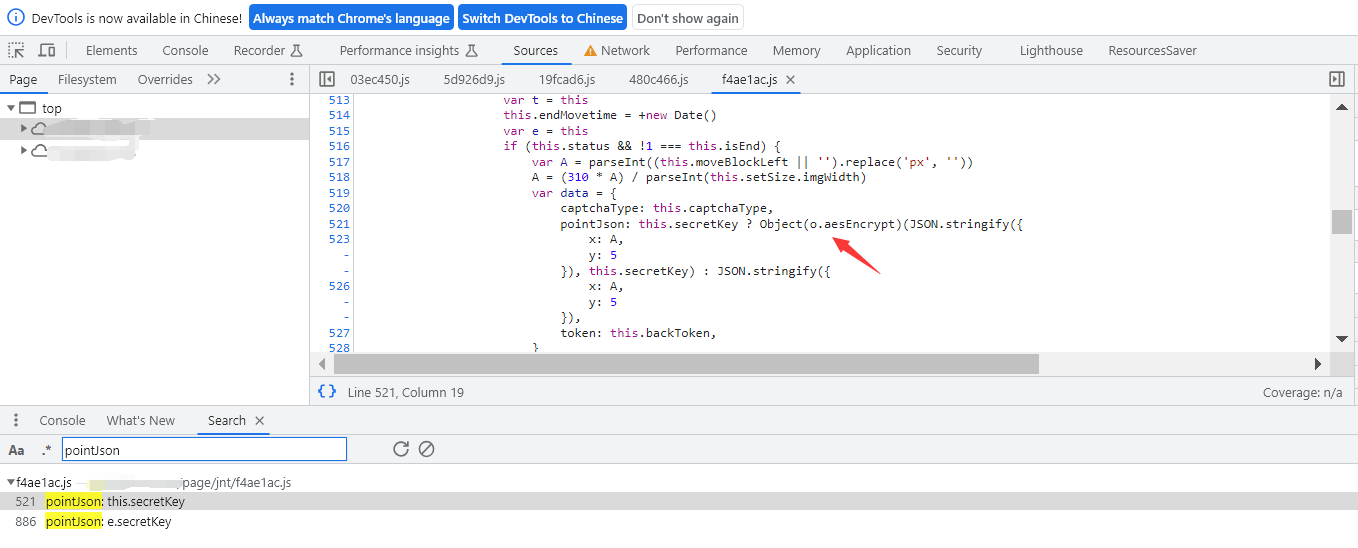 DevTools is now available in Chinese! Always match Chrome's language Switch DevTools to Chinese Don't show again
Elements Console Recorder Performance insights Sources Network Performance Memory Application Security Lighthouse ResourcesSaver
Page Filesystem Overrides 03ec450.js 5d926d9.js 19fcad6.js 480c466.js f4ae1ac.js
top
513 var t = this
514 this.endMovetime = +new Date()
515 var e = this
516 if (this.status && !1 === this.isEnd) {
517 var A = parseInt((this.moveBlockLeft || '').replace('px', ''))
518 A = (310 * A) / parseInt(this.setSize.imgWidth)
519 var data = {
520 captchaType: this.captchaType,
521 pointJson: this.secretKey ? Object(o.aesEncrypt)(JSON.stringify({
523 x: A,
- y: 5
- }), this.secretKey) : JSON.stringify({
526 x: A,
- y: 5
- }),
527 token: this.backToken,
528 }
{} Line 521, Column 19 Coverage: n/a
Console What's New Search
Aa .* pointJson
f4ae1ac.js — /page/jnt/f4ae1ac.js
521 pointJson: this.secretKey
886 pointJson: e.secretKey